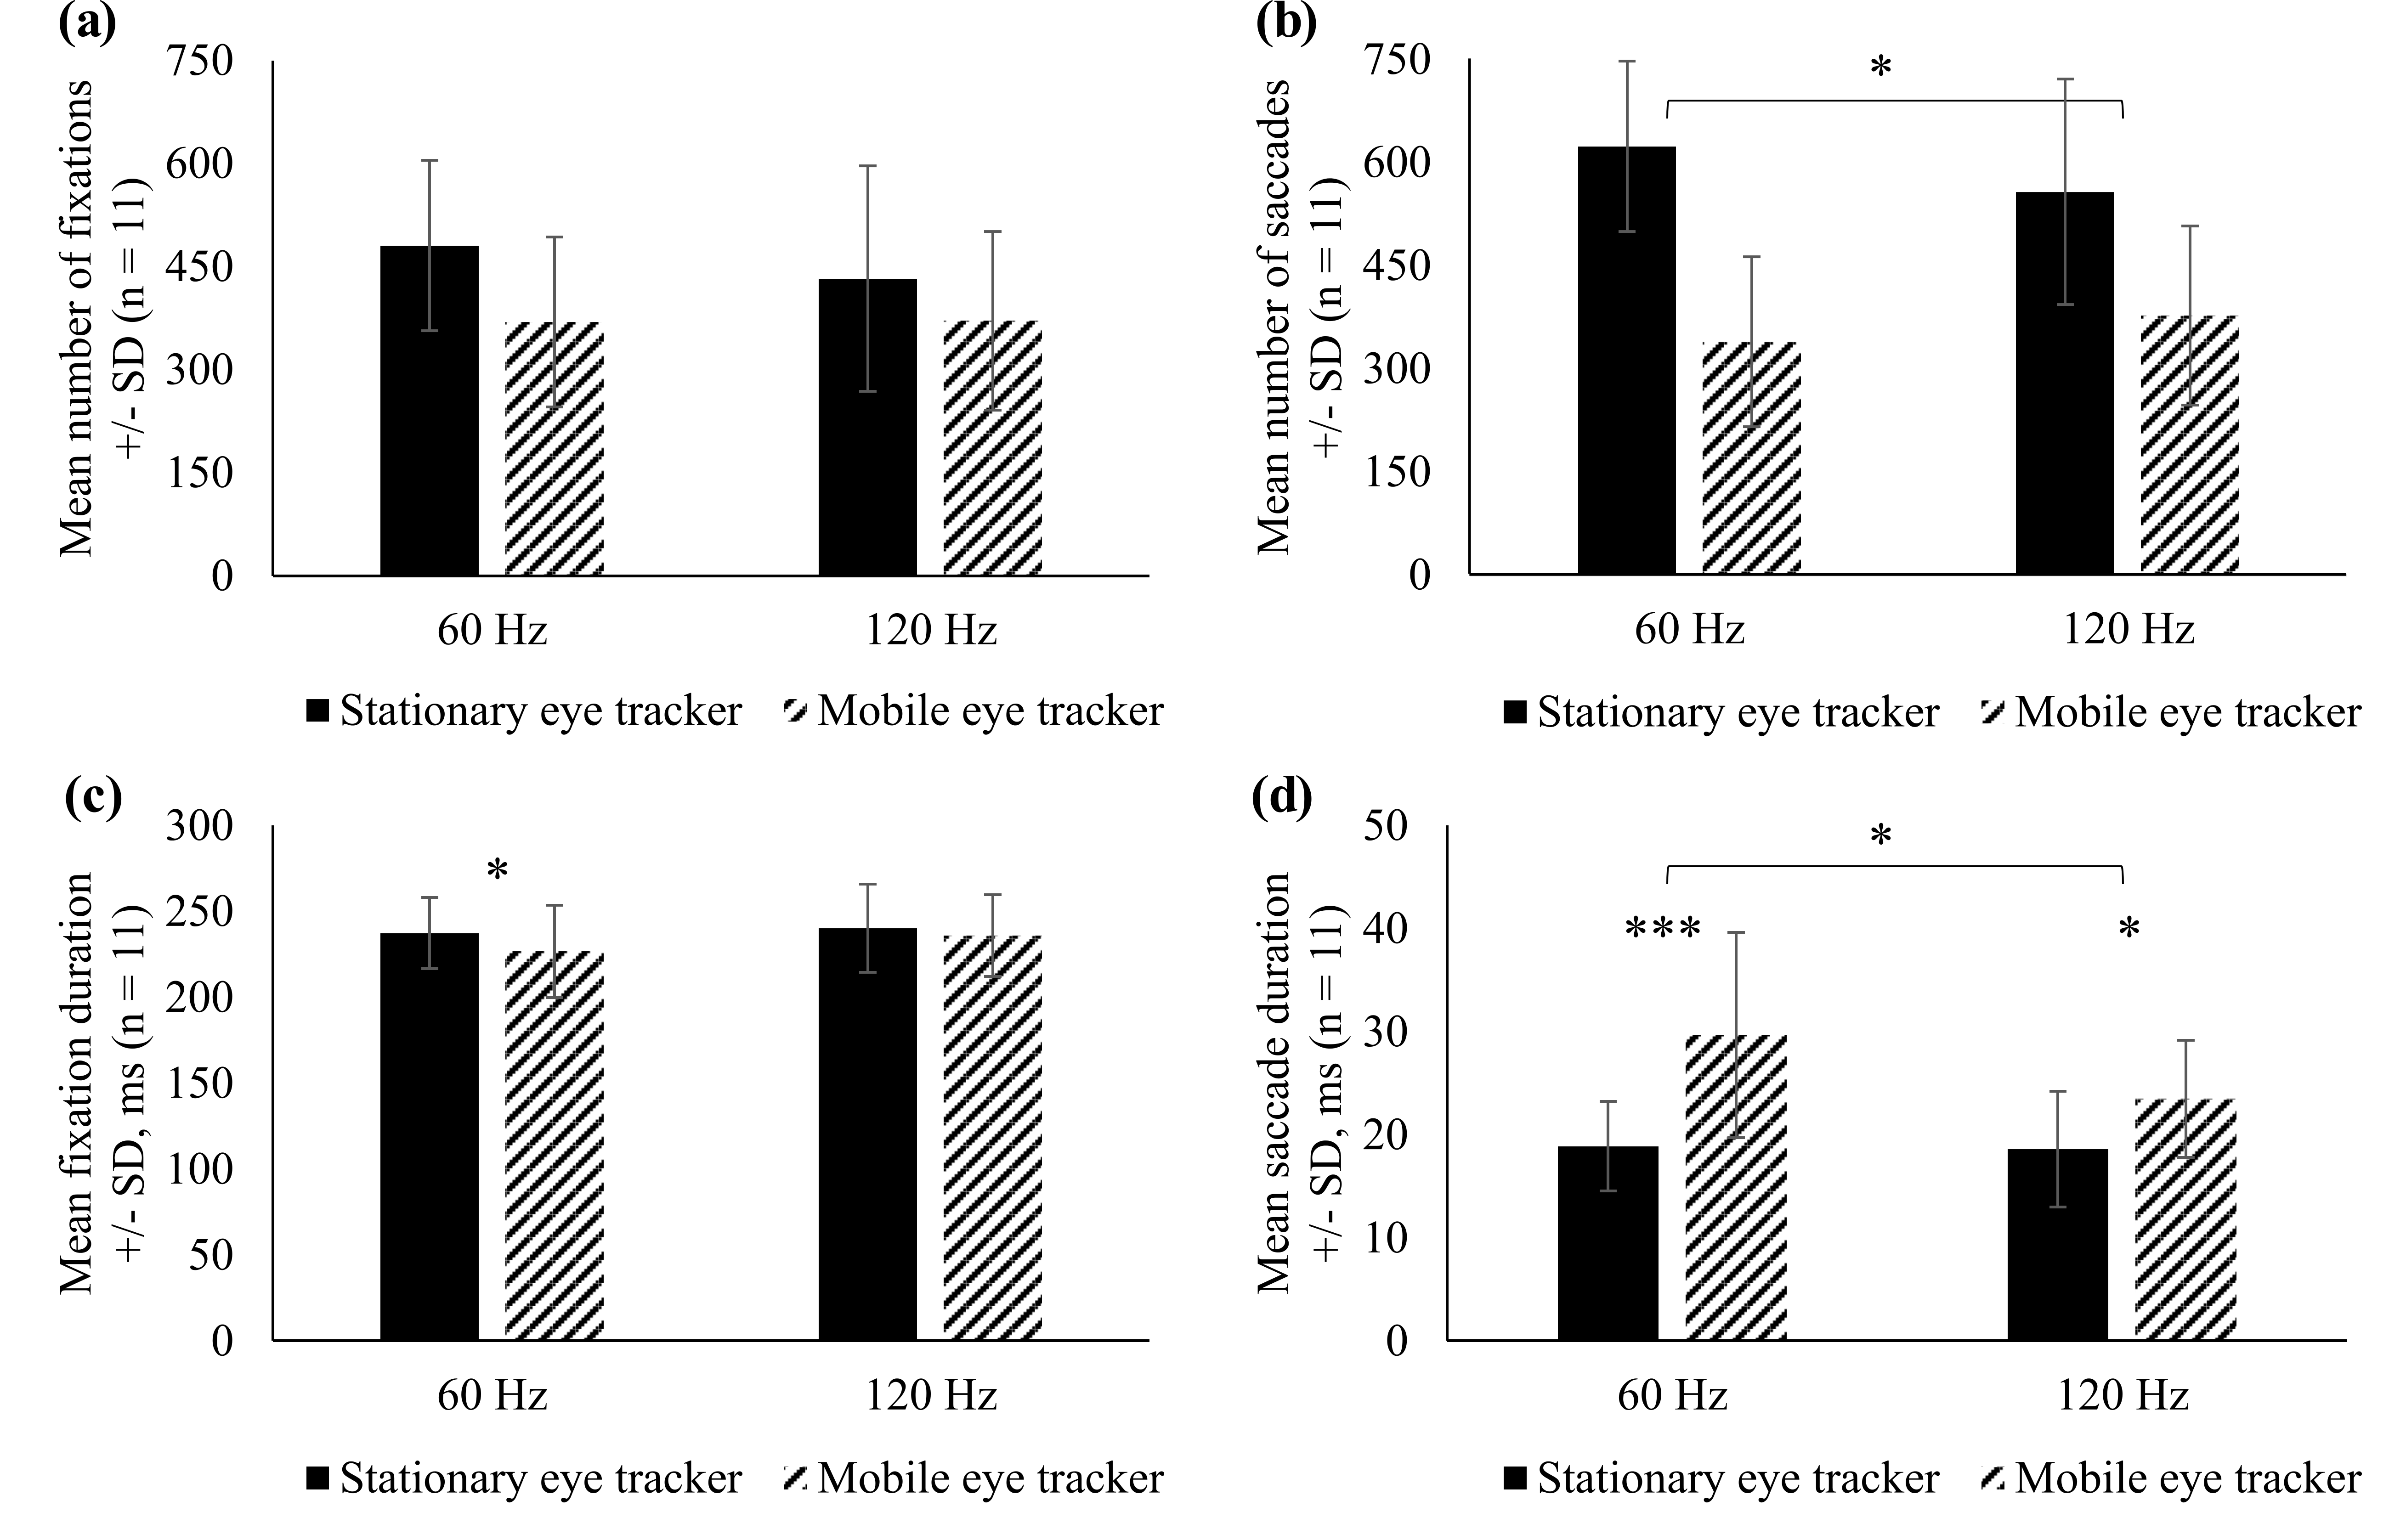 (a)
750
600
450
300
150
0
Mean number of fixations
+/- SD (n = 11)
60 Hz 120 Hz
Stationary eye tracker Mobile eye tracker
(b)
750
600
450
300
150
0
Mean number of saccades
+/- SD (n = 11)
*
60 Hz 120 Hz
Stationary eye tracker Mobile eye tracker
(c)
300
250
200
150
100
50
0
Mean fixation duration
+/- SD, ms (n = 11)
*
60 Hz 120 Hz
Stationary eye tracker Mobile eye tracker
(d)
50
40
30
20
10
0
Mean saccade duration
+/- SD, ms (n = 11)
*
*** *
60 Hz 120 Hz
Stationary eye tracker Mobile eye tracker